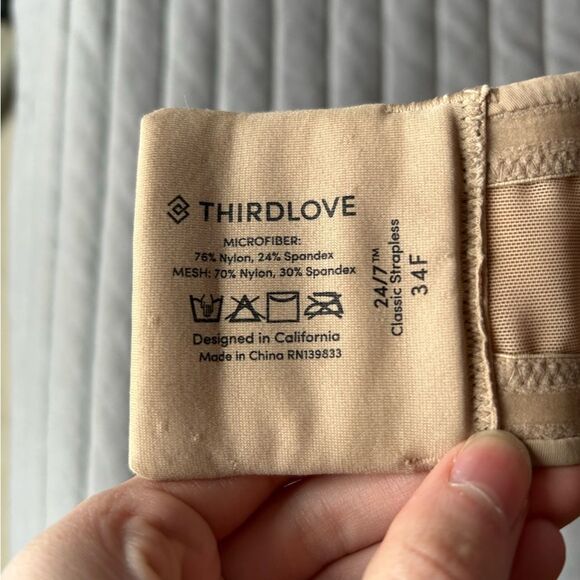 THIRDLOVE
MICROFIBER:
76% Nylon, 24% Spandex
MESH: 70% Nylon, 30% Spandex
Designed in California
Made in China RN139833
24/7™
Classic Strapless
34F